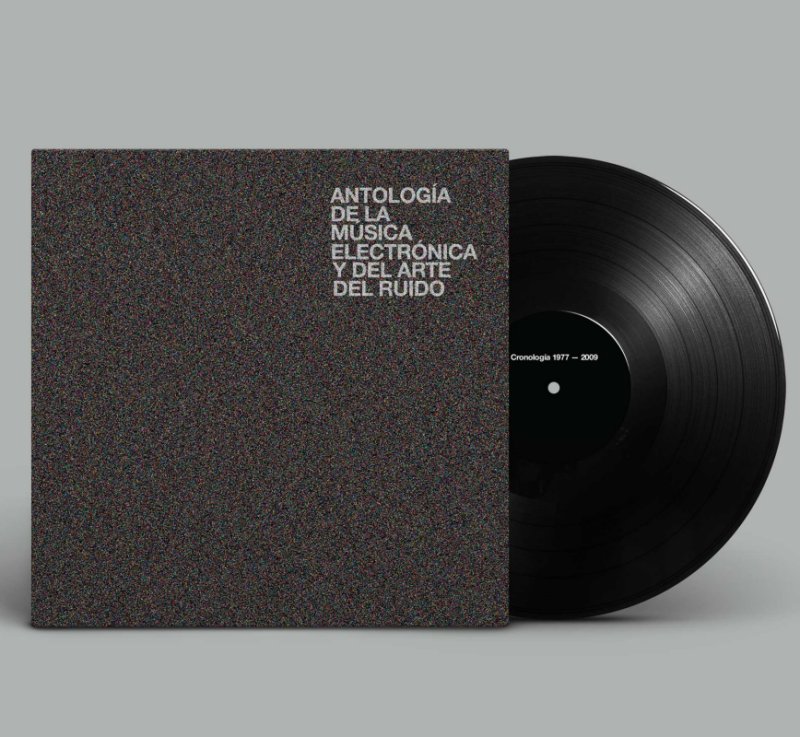 ANTOLOGÍA
DE LA
MÚSICA
ELECTRÓNICA
Y DEL ARTE
DEL RUIDO
Cronología 1977 — 2009